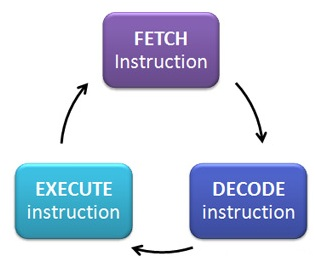 FETCH
Instruction
DECODE
instruction
EXECUTE
instruction